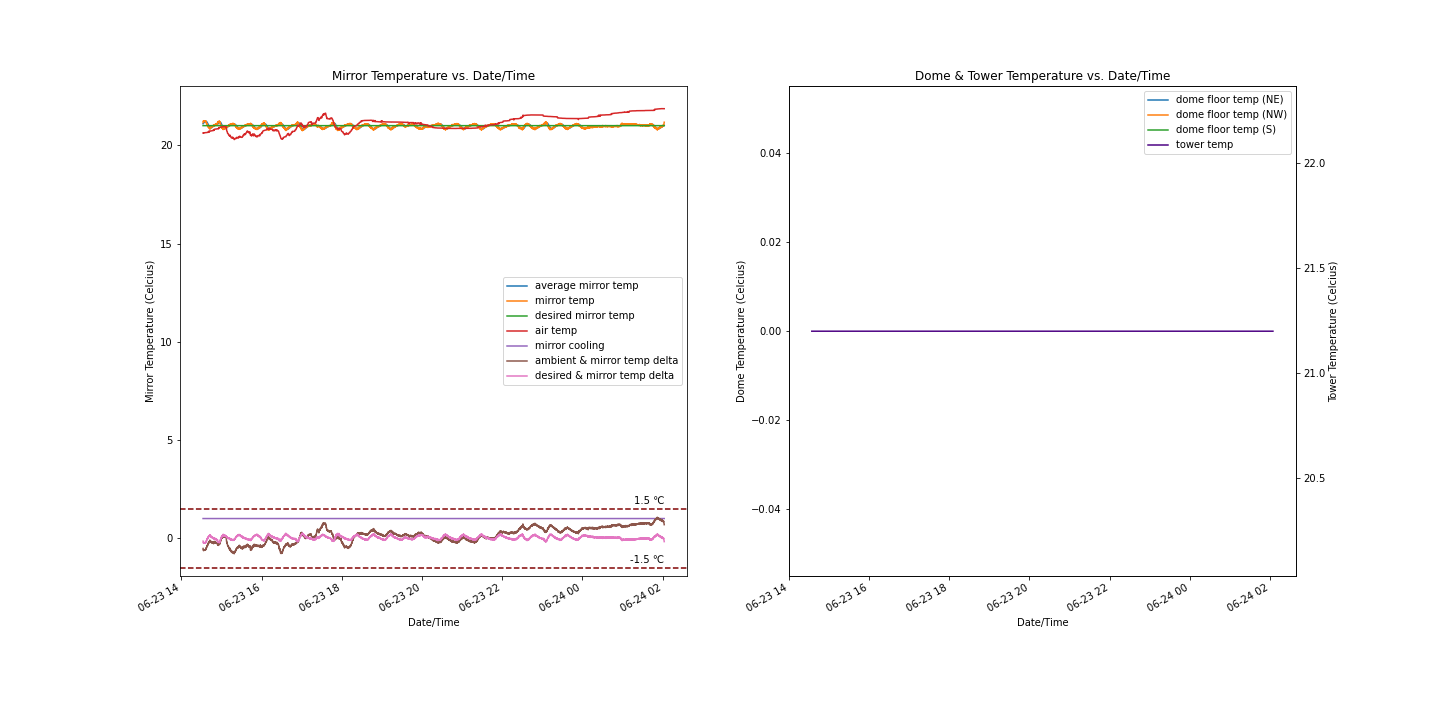 Mirror Temperature vs. Date/Time
Mirror Temperature (Celcius)
20
15
10
5
0
average mirror temp
mirror temp
desired mirror temp
air temp
mirror cooling
ambient & mirror temp delta
desired & mirror temp delta
1.5 ℃
-1.5 ℃
06-23 14
06-23 16
06-23 18
06-23 20
06-23 22
06-24 00
06-24 02
Date/Time
Dome & Tower Temperature vs. Date/Time
Dome Temperature (Celcius)
0.04
0.02
0.00
−0.02
−0.04
dome floor temp (NE)
dome floor temp (NW)
dome floor temp (S)
tower temp
22.0
21.5
21.0
20.5
Tower Temperature (Celcius)
06-23 14
06-23 16
06-23 18
06-23 20
06-23 22
06-24 00
06-24 02
Date/Time